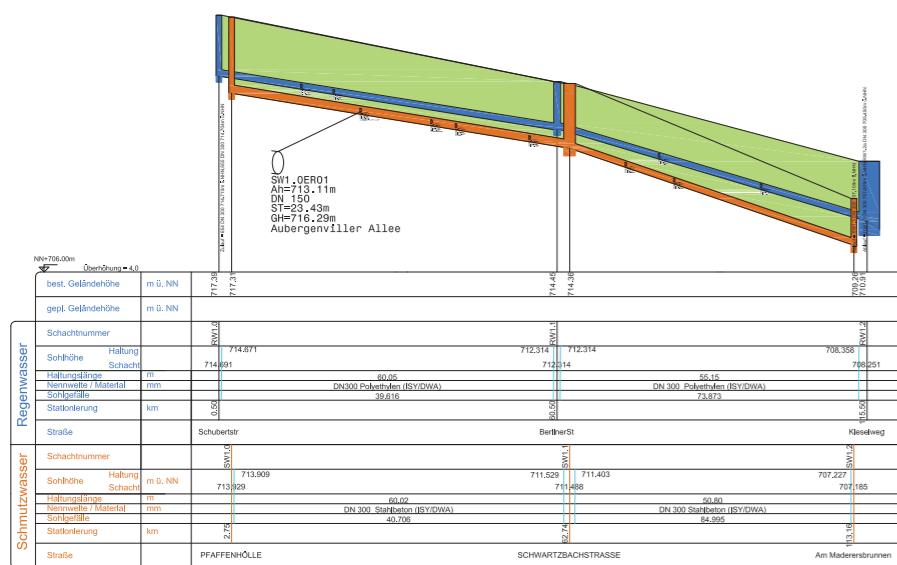 SW1.0ER01
Ah=713.11m
DN 150
ST=23.43m
GH=716.29m
Aubergenviller Allee
NN+706.00m
Überhöhung = 4,0
best. Geländehöhe m ü. NN 717.39 717.31 714.45 714.36 709.26 710.91
gepl. Geländehöhe m ü. NN
Regenwasser
Schachtnummer RW1.0 RW1.1 RW1.2
Sohlhöhe
Haltung 714.671 712.314 712.314 708.358
Schacht 714.691 712.314 708.251
Haltungslänge m 60.05 55.15
Nennweite / Material mm DN300 Polyethylen (ISY/DWA) DN 300 Polyethylen (ISY/DWA)
Sohlgefälle 39.616 73.873
Stationierung km 0,50 60,50 115,50
Straße Schubertstr BerlinerSt Kieselweg
Schmutzwasser
Schachtnummer SW1.0 SW1.1 SW1.2
Sohlhöhe m ü. NN
Haltung 713.909 711.529 711.403 707.227
Schacht 713.929 711.488 707.185
Haltungslänge m 60.02 50.80
Nennweite / Material mm DN 300 Stahlbeton (ISY/DWA) DN 300 Stahlbeton (ISY/DWA)
Sohlgefälle 40.706 84.995
Stationierung km 2,75 62,74 113,16
Straße PFAFFENHÖLLE SCHWARTZBACHSTRASSE Am Maderersbrunnen